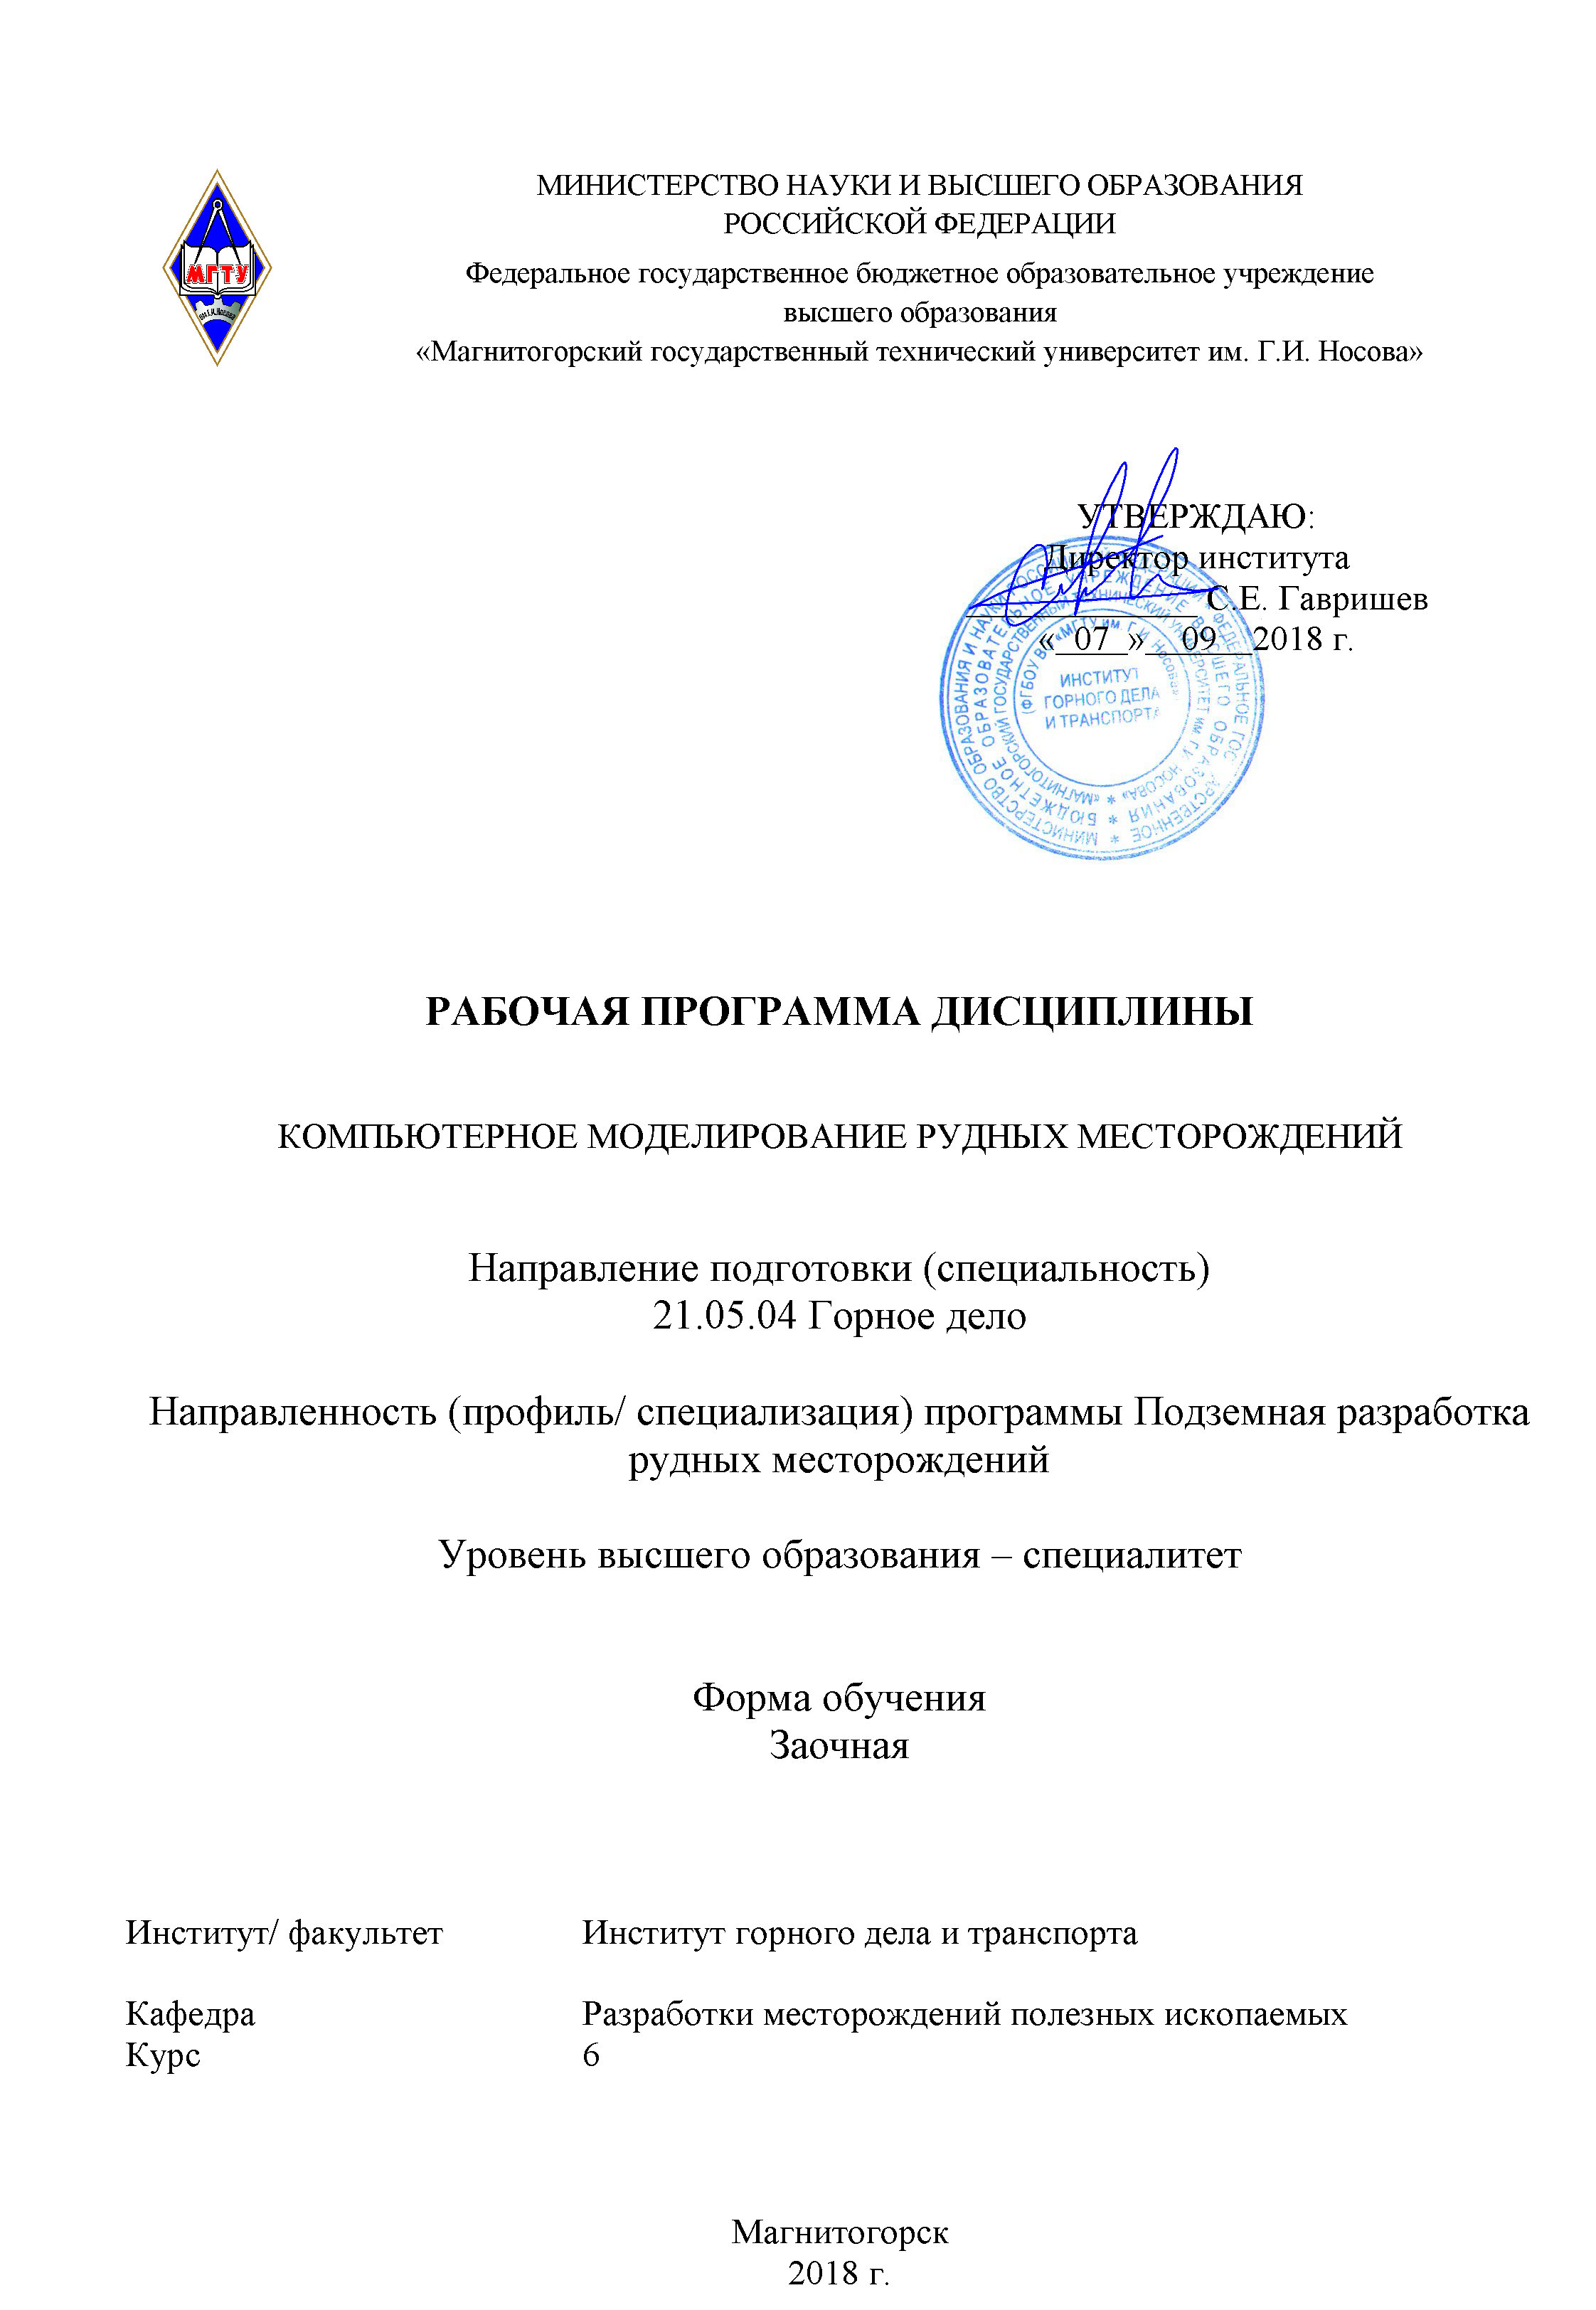 МИНИСТЕРСТВО НАУКИ И ВЫСШЕГО ОБРАЗОВАНИЯ
РОССИЙСКОЙ ФЕДЕРАЦИИ
Федеральное государственное бюджетное образовательное учреждение
высшего образования
«Магнитогорский государственный технический университет им. Г.И. Носова»
МГТУ
им. Г.И. Носова
УТВЕРЖДАЮ:
Директор института
С.Е. Гавришев
« 07 » 09 2018 г.
ИНСТИТУТ
ГОРНОГО ДЕЛА
И ТРАНСПОРТА
РАБОЧАЯ ПРОГРАММА ДИСЦИПЛИНЫ
КОМПЬЮТЕРНОЕ МОДЕЛИРОВАНИЕ РУДНЫХ МЕСТОРОЖДЕНИЙ
Направление подготовки (специальность)
21.05.04 Горное дело
Направленность (профиль/ специализация) программы Подземная разработка
рудных месторождений
Уровень высшего образования – специалитет
Форма обучения
Заочная
Институт/ факультет Институт горного дела и транспорта
Кафедра Разработки месторождений полезных ископаемых
Курс 6
Магнитогорск
2018 г.